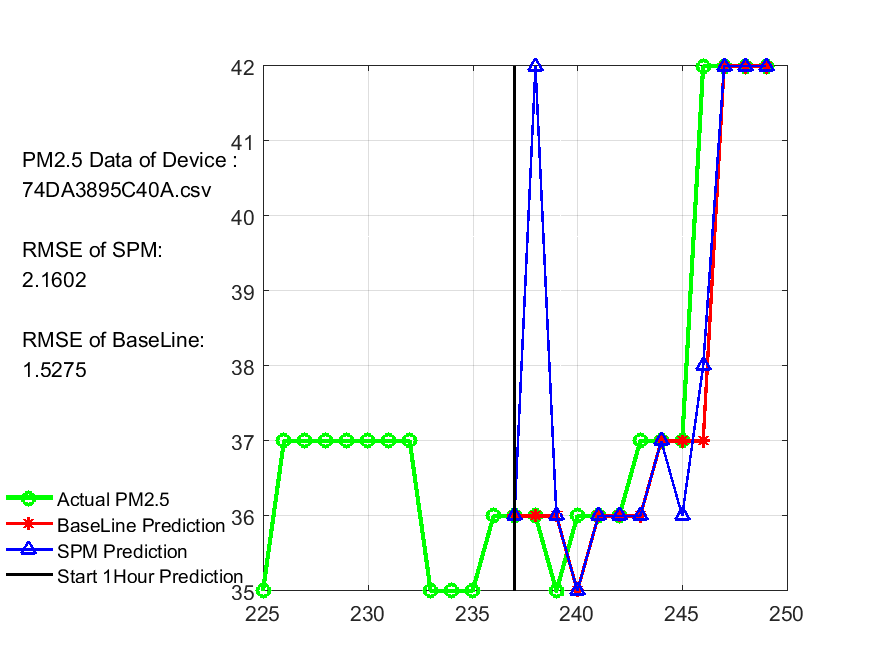 PM2.5 Data of Device :
74DA3895C40A.csv
RMSE of SPM:
2.1602
RMSE of BaseLine:
1.5275
Actual PM2.5
BaseLine Prediction
SPM Prediction
Start 1Hour Prediction
42
41
40
39
38
37
36
35
225 230 235 240 245 250